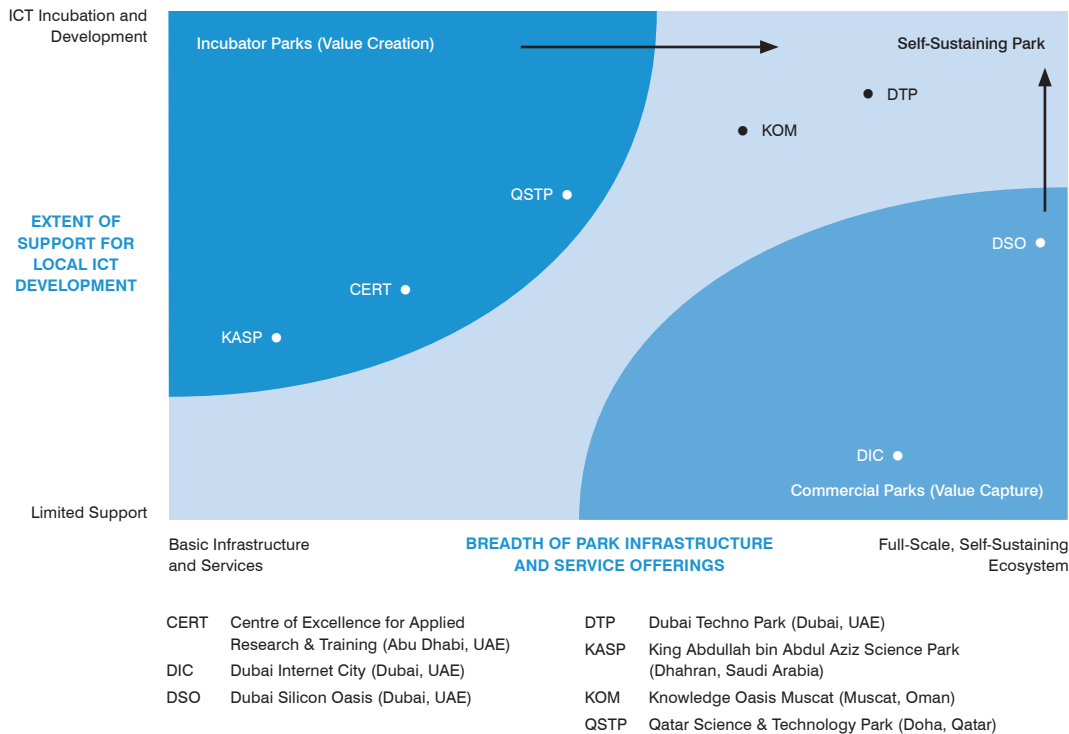 ICT Incubation and
Development
Incubator Parks (Value Creation)
Self-Sustaining Park
DTP
KOM
QSTP
EXTENT OF
SUPPORT FOR
LOCAL ICT
DEVELOPMENT
DSO
CERT
KASP
DIC
Commercial Parks (Value Capture)
Limited Support
Basic Infrastructure
and Services
BREADTH OF PARK INFRASTRUCTURE
AND SERVICE OFFERINGS
Full-Scale, Self-Sustaining
Ecosystem
CERT Centre of Excellence for Applied
Research & Training (Abu Dhabi, UAE)
DIC Dubai Internet City (Dubai, UAE)
DSO Dubai Silicon Oasis (Dubai, UAE)
DTP Dubai Techno Park (Dubai, UAE)
KASP King Abdullah bin Abdul Aziz Science Park
(Dhahran, Saudi Arabia)
KOM Knowledge Oasis Muscat (Muscat, Oman)
QSTP Qatar Science & Technology Park (Doha, Qatar)